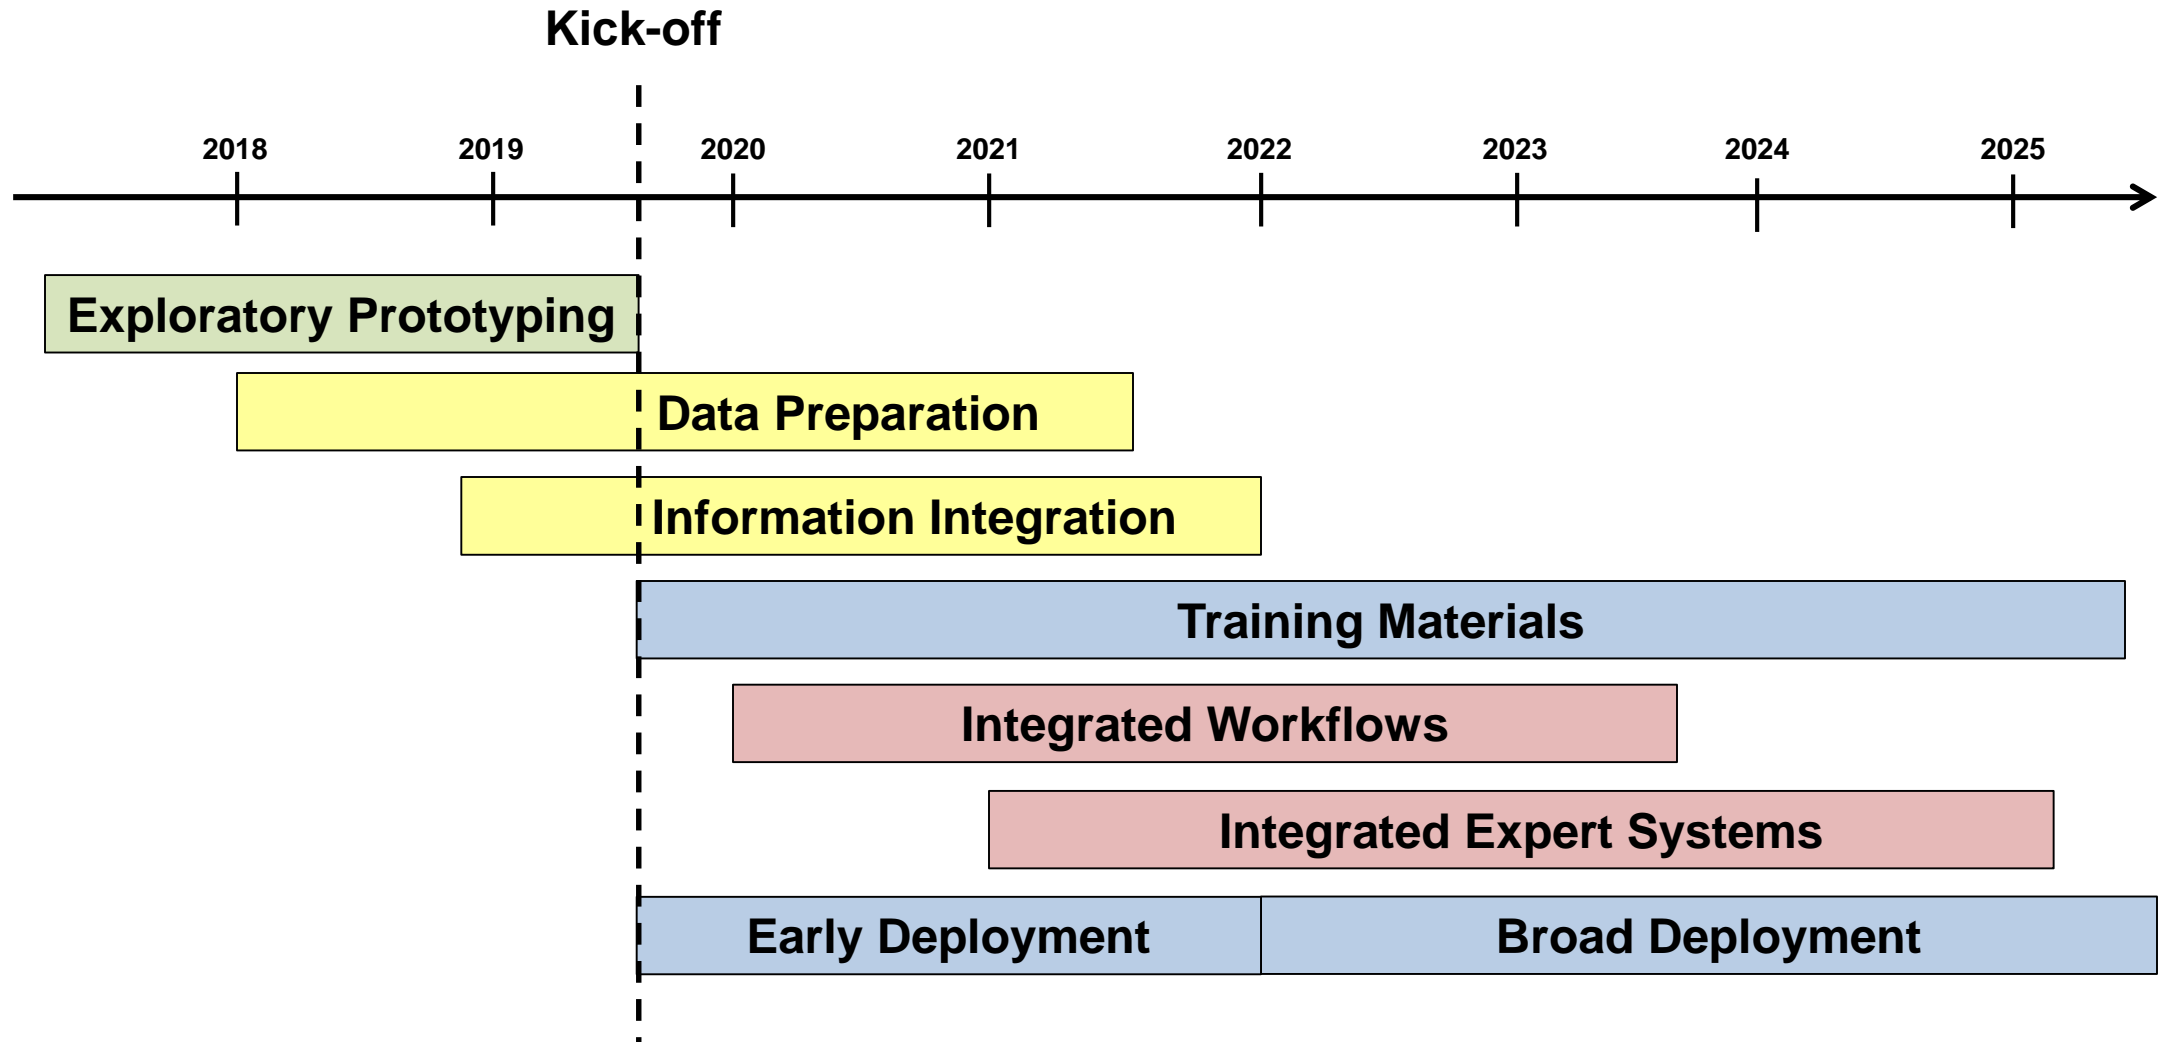 Kick-off
2018 2019 2020 2021 2022 2023 2024 2025
Exploratory Prototyping
Data Preparation
Information Integration
Training Materials
Integrated Workflows
Integrated Expert Systems
Early Deployment Broad Deployment